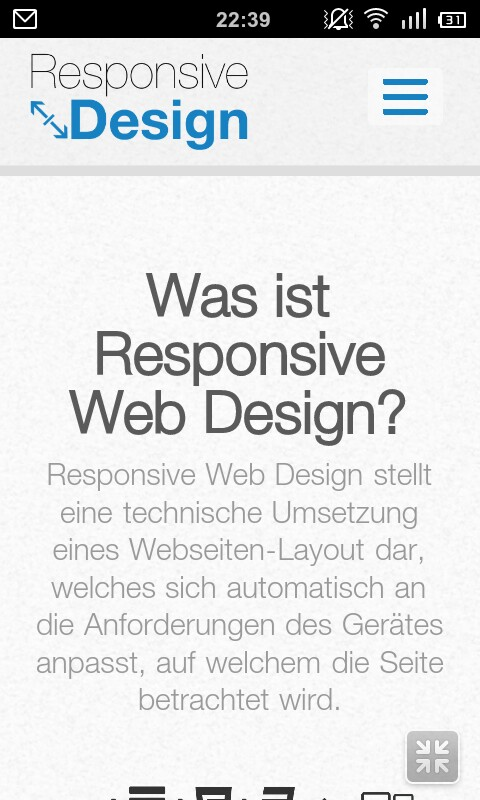 22:39
31
Responsive
Design
Was ist
Responsive
Web Design?
Responsive Web Design stellt
eine technische Umsetzung
eines Webseiten-Layout dar,
welches sich automatisch an
die Anforderungen des Gerätes
anpasst, auf welchem die Seite
betrachtet wird.